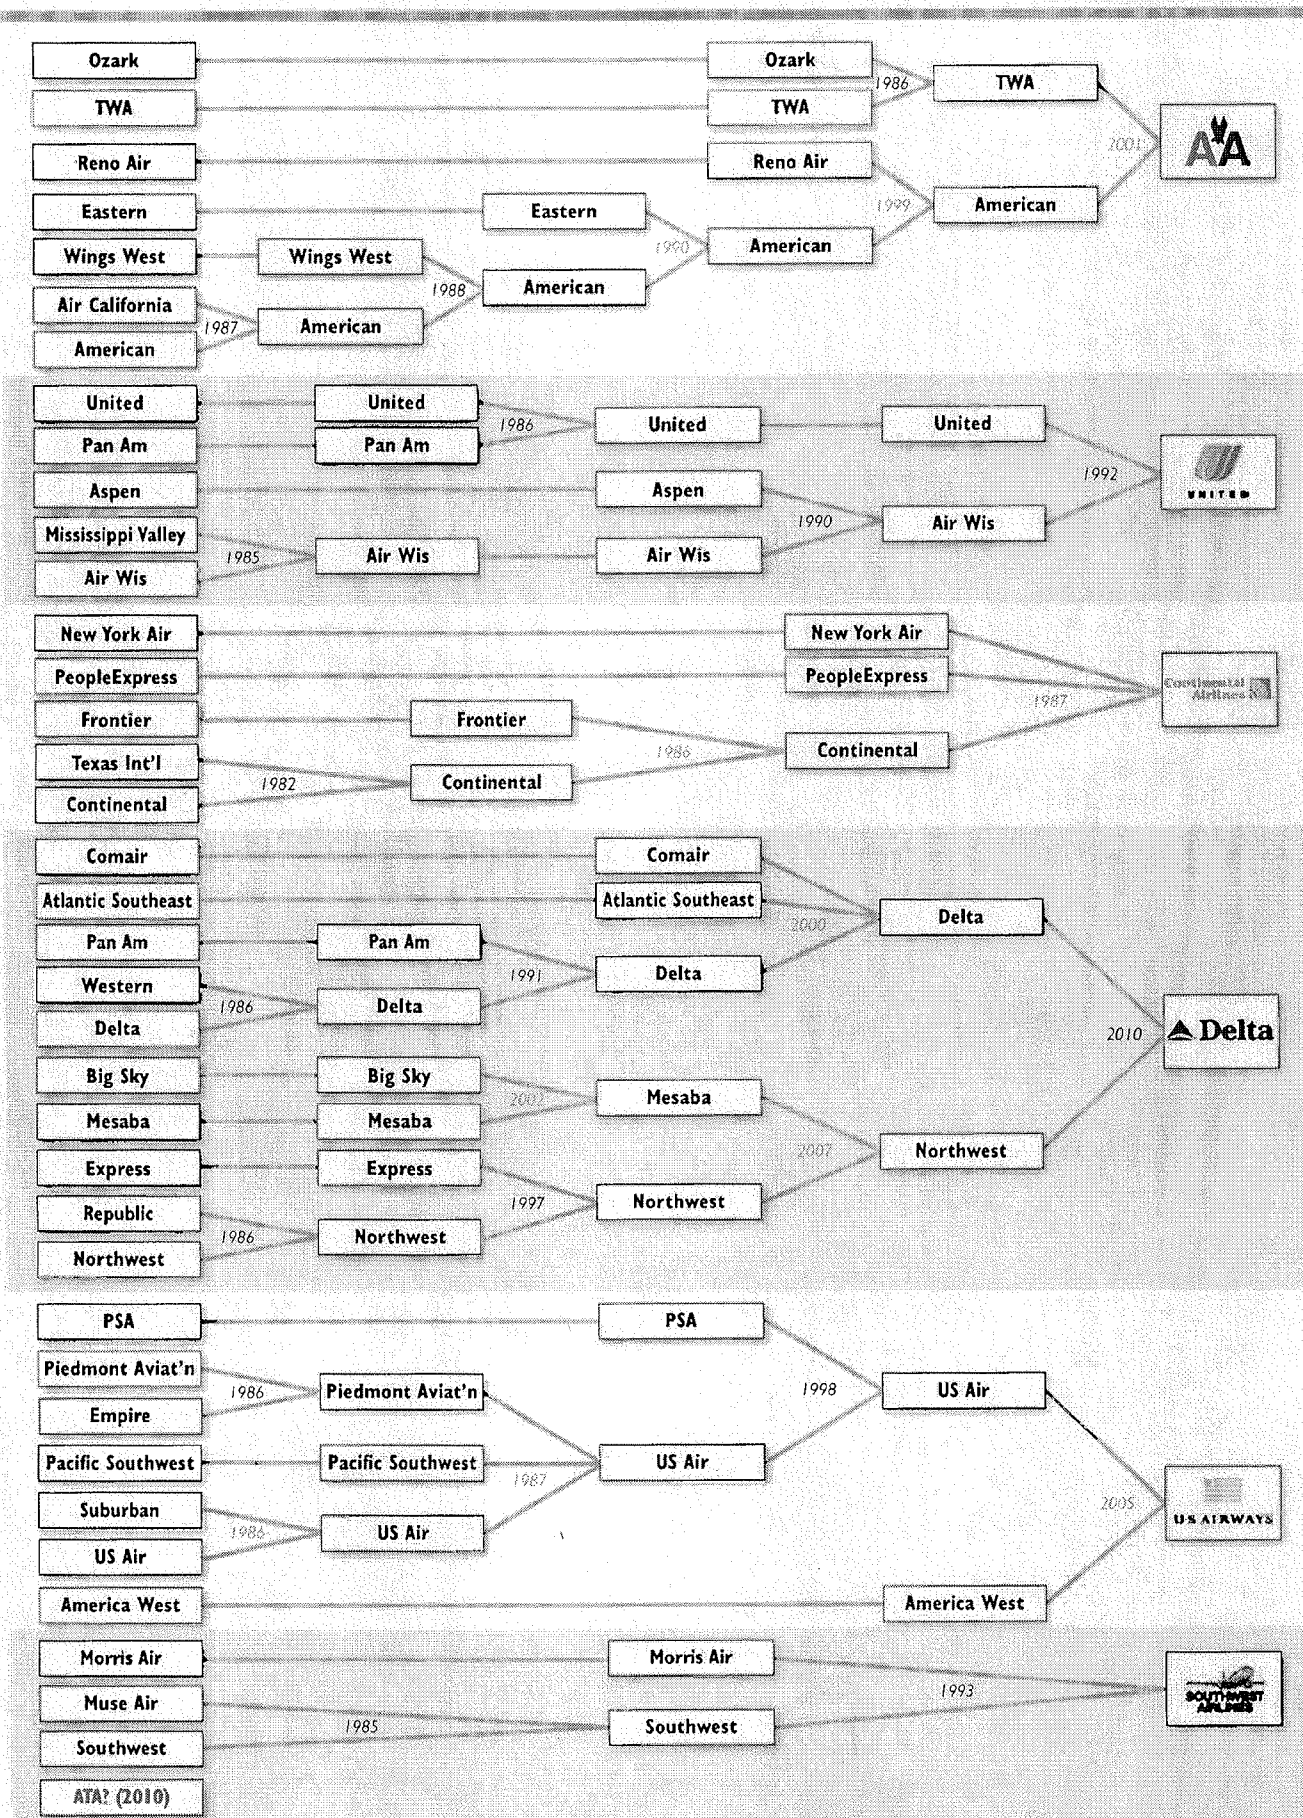 Ozark
Ozark
1986
TWA
TWA
TWA
2001
AA
Reno Air
Reno Air
1999
American
Eastern
Eastern
1990
American
Wings West
Wings West
1988
American
Air California
1987
American
American
United
United
1986
United
United
Pan Am
Pan Am
1992
UNITED
Aspen
Aspen
1990
Air Wis
Mississippi Valley
1985
Air Wis
Air Wis
Air Wis
New York Air
New York Air
PeopleExpress
PeopleExpress
1987
Continental
Airlines
Frontier
Frontier
1986
Continental
Texas Int'l
1982
Continental
Continental
Comair
Comair
Atlantic Southeast
Atlantic Southeast
2000
Delta
Pan Am
Pan Am
1991
Delta
Western
1986
Delta
Delta
2010
Delta
Big Sky
Big Sky
Mesaba
Mesaba
Mesaba
2007
Northwest
Express
Express
1997
Northwest
Republic
1986
Northwest
Northwest
PSA
PSA
1998
US Air
Piedmont Aviat'n
1986
Piedmont Aviat'n
Empire
Pacific Southwest
Pacific Southwest
1987
US Air
Suburban
1986
US Air
US Air
2005
US AIRWAYS
America West
America West
Morris Air
Morris Air
1993
SOUTHWEST
AIRLINES
Muse Air
1985
Southwest
Southwest
ATA? (2010)